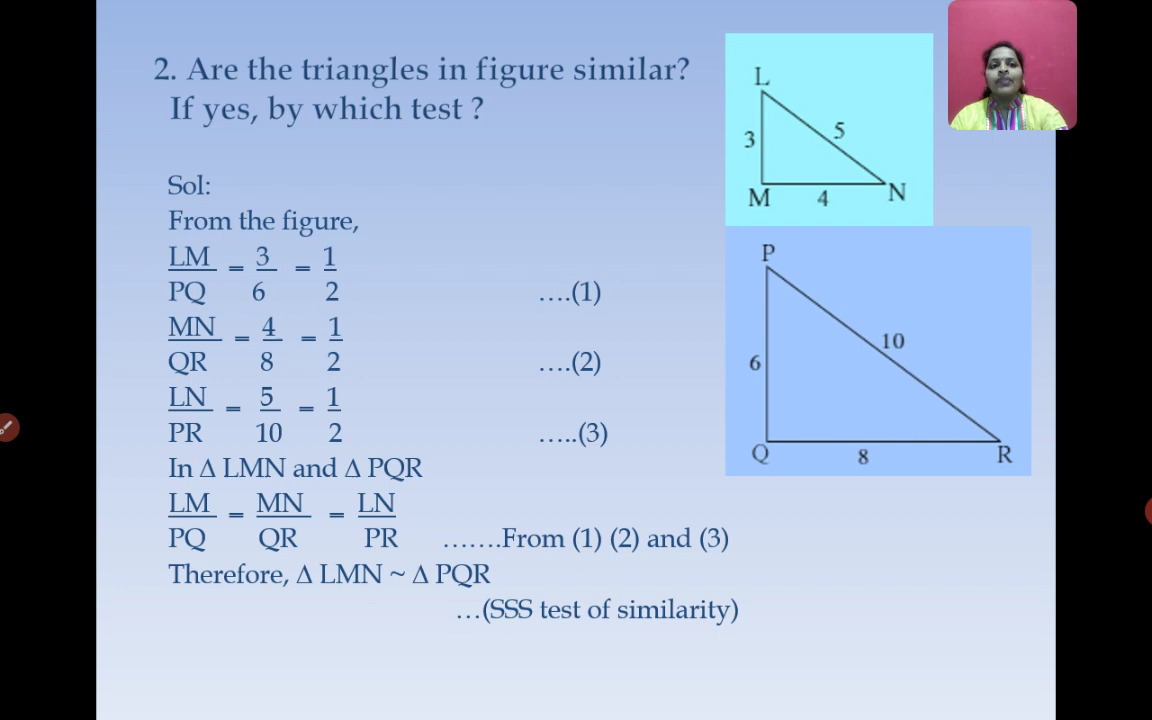 2. Are the triangles in figure similar?
If yes, by which test ?
Sol:
From the figure,
LM = 3 = 1
PQ 6 2 ....(1)
MN = 4 = 1
QR 8 2 ....(2)
LN = 5 = 1
PR 10 2 .....(3)
In Δ LMN and Δ PQR
LM = MN = LN
PQ QR PR .......From (1) (2) and (3)
Therefore, Δ LMN ~ Δ PQR
...(SSS test of similarity)
L
3 5
M 4 N
P
6 10
Q 8 R